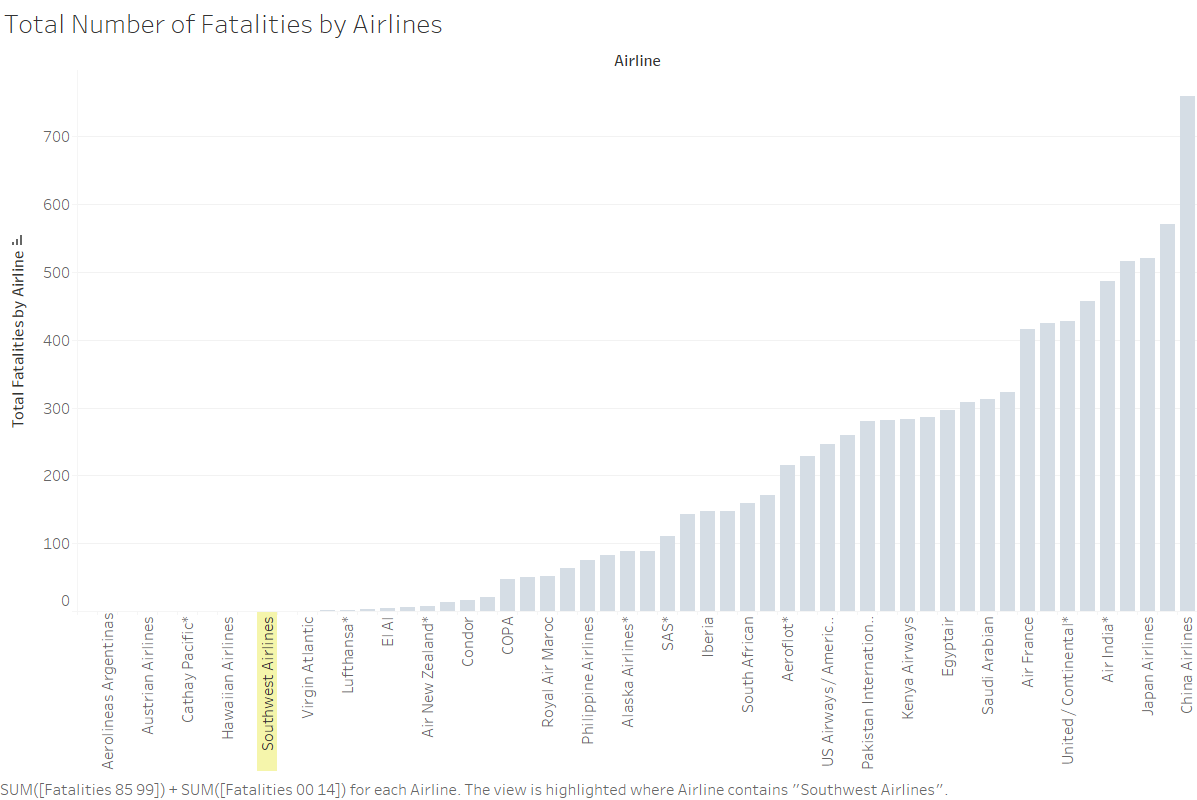 Total Number of Fatalities by Airlines
Airline
Total Fatalities by Airline
700
600
500
400
300
200
100
0
Aerolineas Argentinas
Austrian Airlines
Cathay Pacific*
Hawaiian Airlines
Southwest Airlines
Virgin Atlantic
Lufthansa*
El Al
Air New Zealand*
Condor
COPA
Royal Air Maroc
Philippine Airlines
Alaska Airlines*
SAS*
Iberia
South African
Aeroflot*
US Airways / Americ..
Pakistan Internation..
Kenya Airways
Egyptair
Saudi Arabian
Air France
United / Continental*
Air India*
Japan Airlines
China Airlines
SUM([Fatalities 85 99]) + SUM([Fatalities 00 14]) for each Airline. The view is highlighted where Airline contains "Southwest Airlines".